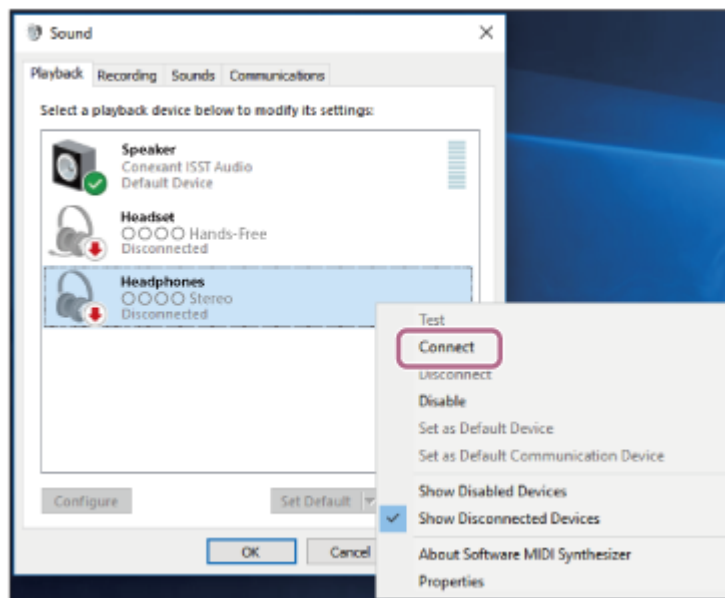 Sound
Playback Recording Sounds Communications
Select a playback device below to modify its settings:
Speaker
Conexant ISST Audio
Default Device
Headset
○○○○ Hands-Free
Disconnected
Headphones
○○○○ Stereo
Disconnected
Test
Connect
Disconnect
Disable
Set as Default Device
Set as Default Communication Device
Show Disabled Devices
Show Disconnected Devices
About Software MIDI Synthesizer
Properties
Configure
Set Default
OK
Cancel